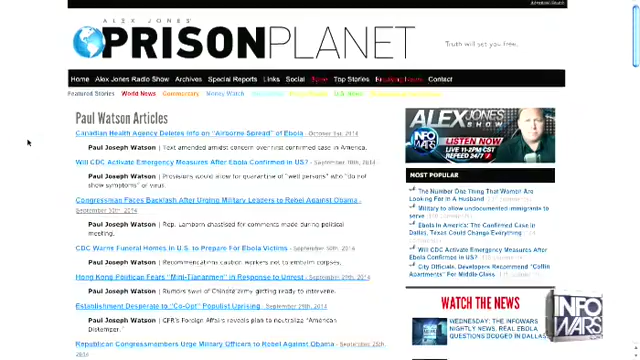 ALEX JONES'
PRISONPLANET
Truth will set you free.
Home Alex Jones Radio Show Archives Special Reports Links Social Store Top Stories Breaking News Contact
Featured Stories World News Commentary Money Watch U.S. News
Paul Watson Articles
Canadian Health Agency Deletes Info on "Airborne Spread" of Ebola - October 1st, 2014
Paul Joseph Watson | Text amended amidst concern over first confirmed case in America.
Will CDC Activate Emergency Measures After Ebola Confirmed in US? - September 30th, 2014
Paul Joseph Watson | Provisions would allow for quarantine of "well persons" who "do not
show symptoms" of virus.
Congressman Faces Backlash After Urging Military Leaders to Rebel Against Obama -
September 30th, 2014
Paul Joseph Watson | Rep. Lamborn chastised for comments made during political
meeting.
CDC Warns Funeral Homes in U.S. to Prepare For Ebola Victims - September 30th, 2014
Paul Joseph Watson | Recommendations caution workers not to embalm corpses.
Hong Kong Politician Fears "Mini-Tiananmen" in Response to Unrest - September 29th, 2014
Paul Joseph Watson | Rumors swirl of Chinese army getting ready to intervene.
Establishment Desperate to "Co-Opt" Populist Uprising - September 29th, 2014
Paul Joseph Watson | CFR's Foreign Affairs reveals plan to neutralize "American
Distemper."
Republican Congressmembers Urge Military Officers to Rebel Against Obama - September 25th,
2014
ALEX JONES
SHOW
INFO
WARS
LISTEN NOW
LIVE 11-2PM CST
REFEED 24/7
MOST POPULAR
The Number One Thing That Women Are
Looking For In A Husband
Military to allow undocumented immigrants to
serve
Ebola in America: The Confirmed Case in
Dallas, Texas Could Change Everything
Will CDC Activate Emergency Measures After
Ebola Confirmed in US?
City Officials, Developers Recommend "Coffin
Apartments" For Middle-Class
WATCH THE NEWS
WEDNESDAY: THE INFOWARS
NIGHTLY NEWS. REAL EBOLA
QUESTIONS DODGED IN DALLAS
INFO
WARS